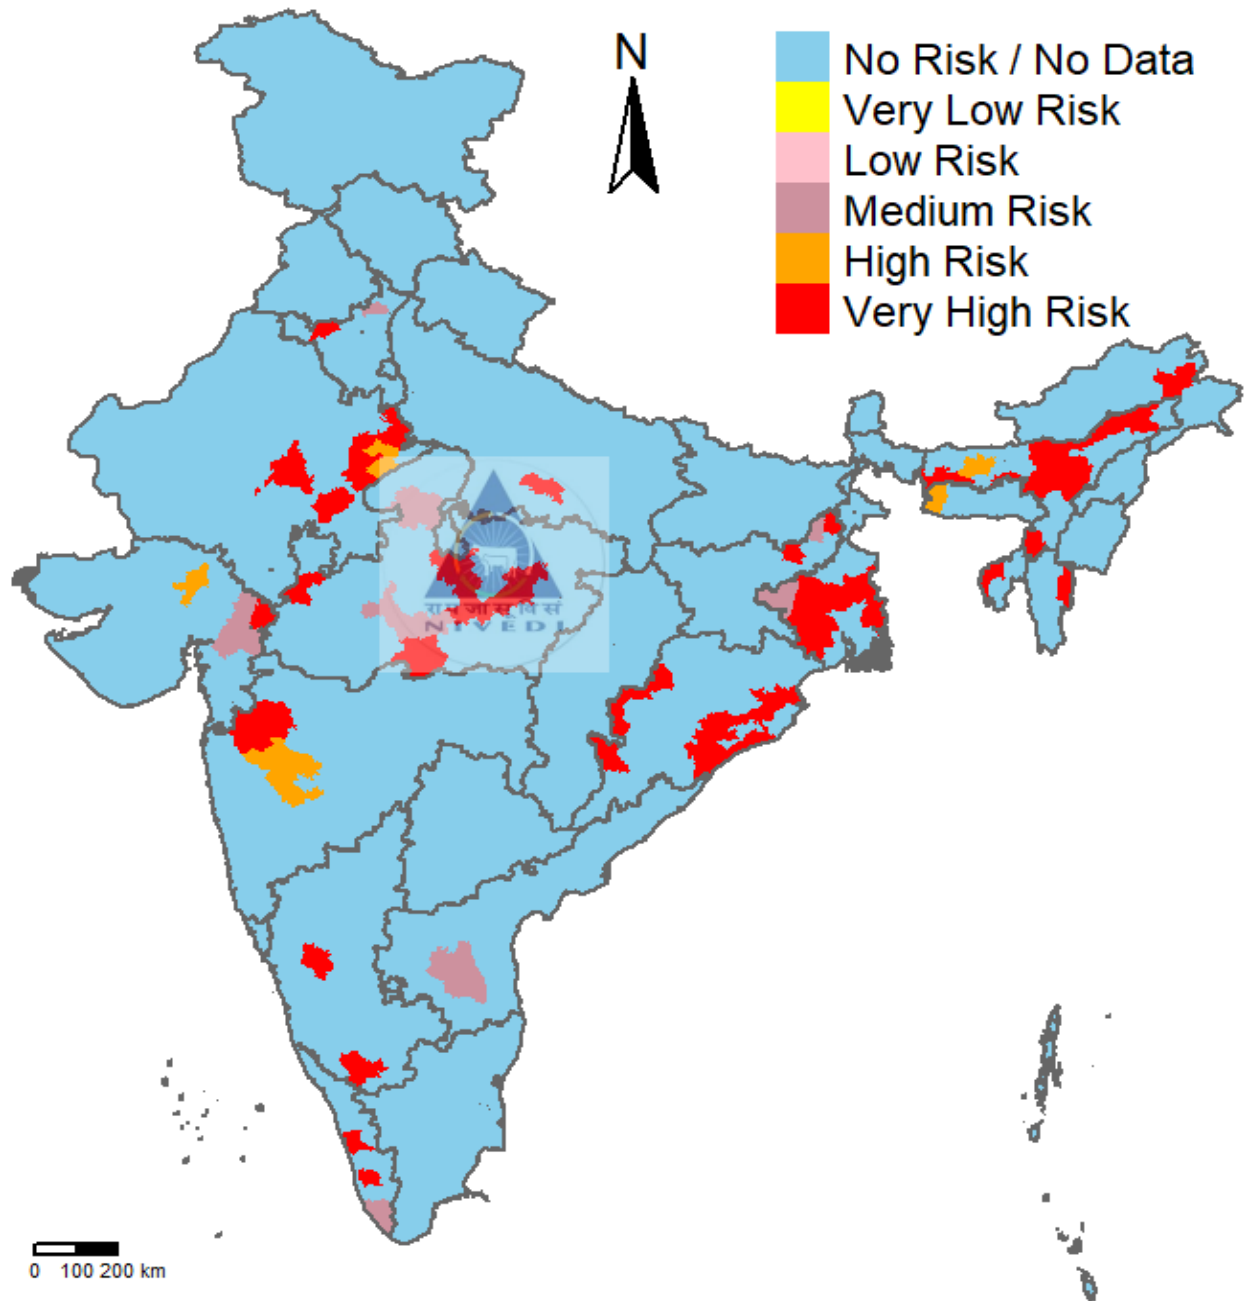 N
No Risk / No Data
Very Low Risk
Low Risk
Medium Risk
High Risk
Very High Risk
रा प जा सू वि सं
NIVEDI
0 100 200 km